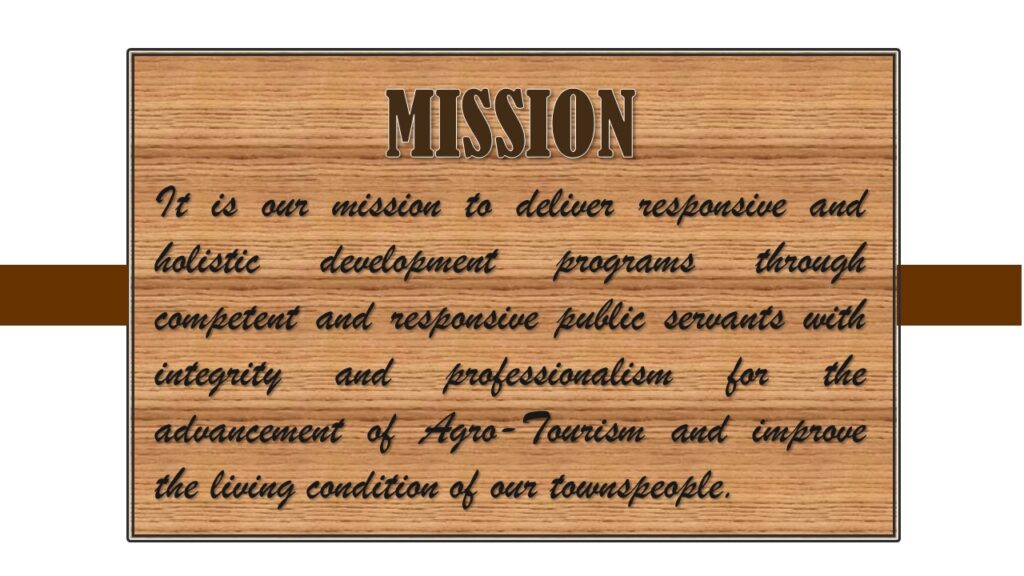 MISSION
It is our mission to deliver responsive and
holistic development programs through
competent and responsive public servants with
integrity and professionalism for the
advancement of Agro-Tourism and improve
the living condition of our townspeople.